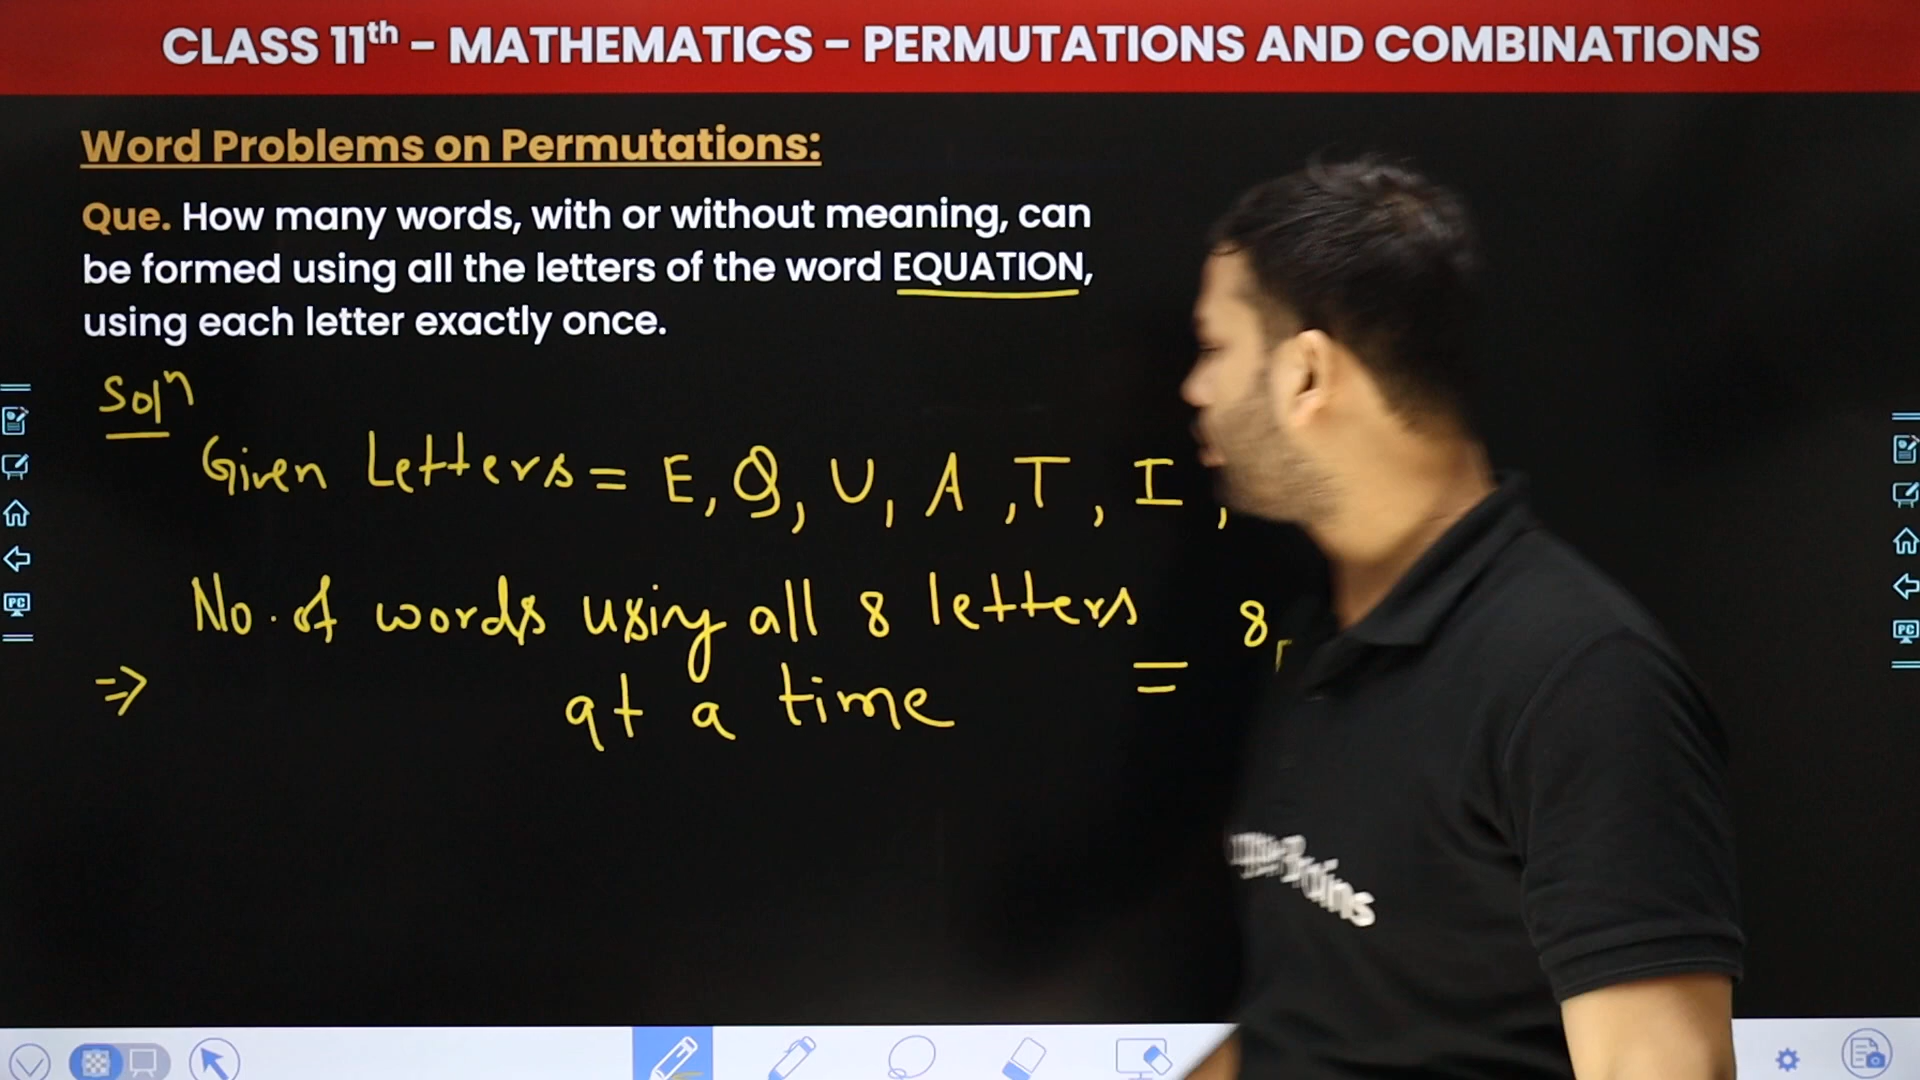 CLASS 11th - MATHEMATICS - PERMUTATIONS AND COMBINATIONS
Word Problems on Permutations:
Que. How many words, with or without meaning, can
be formed using all the letters of the word EQUATION,
using each letter exactly once.
Soln
Given Letters = E, Q, U, A, T, I,
No. of words using all 8 letters
⇒ at a time = 8